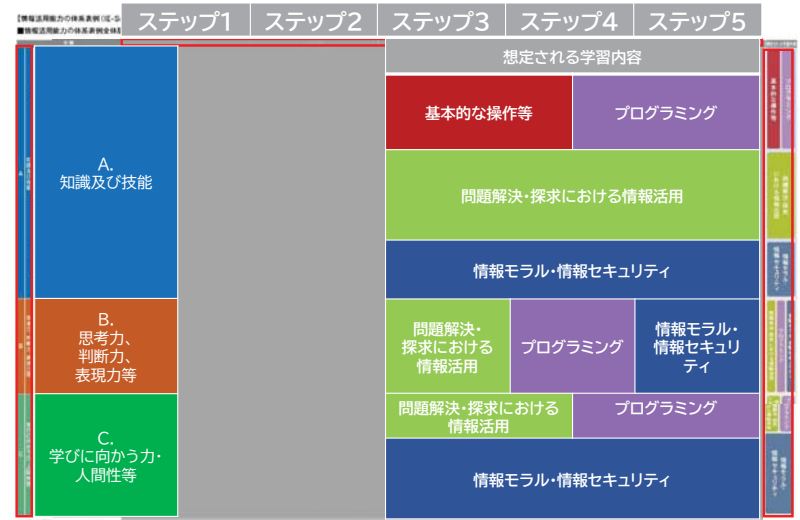 ステップ1
ステップ2
ステップ3
ステップ4
ステップ5
想定される学習内容
A.
知識及び技能
基本的な操作等
プログラミング
問題解決・探求における情報活用
情報モラル・情報セキュリティ
B.
思考力、
判断力、
表現力等
問題解決・
探求における
情報活用
プログラミング
情報モラル・
情報セキュリ
ティ
C.
学びに向かう力・
人間性等
問題解決・探求における
情報活用
プログラミング
情報モラル・情報セキュリティ